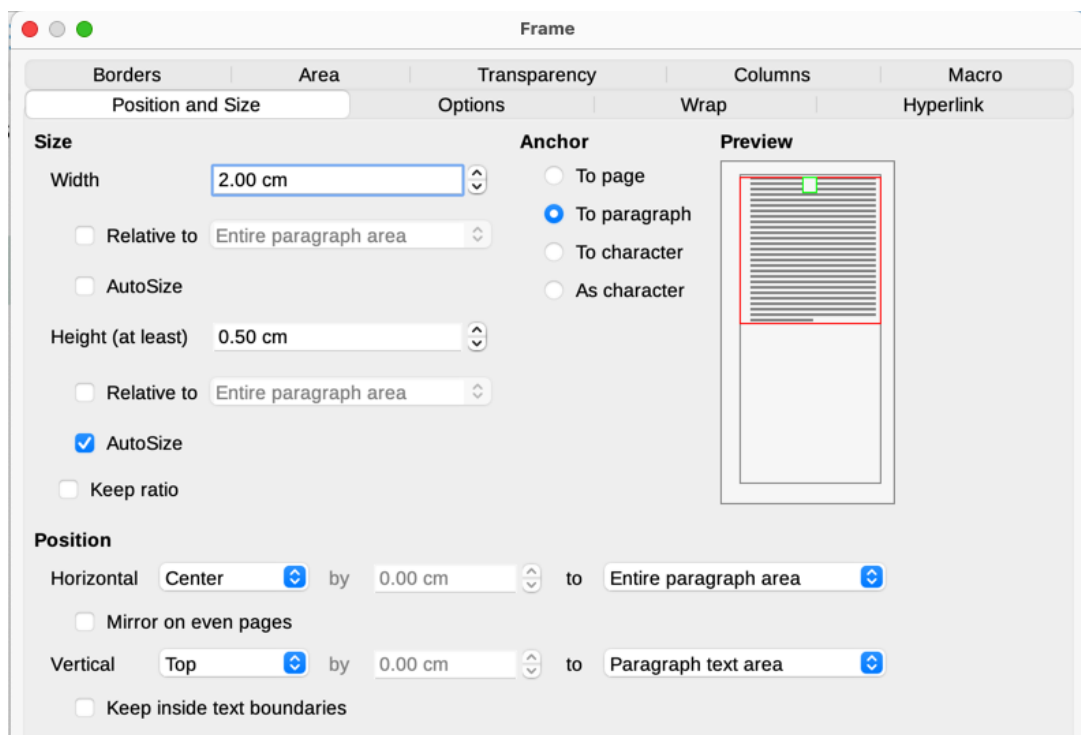 Frame
Borders Area Transparency Columns Macro
Position and Size Options Wrap Hyperlink
Size
Width 2.00 cm
Relative to Entire paragraph area
AutoSize
Height (at least) 0.50 cm
Relative to Entire paragraph area
AutoSize
Keep ratio
Anchor
To page
To paragraph
To character
As character
Preview
Position
Horizontal Center by 0.00 cm to Entire paragraph area
Mirror on even pages
Vertical Top by 0.00 cm to Paragraph text area
Keep inside text boundaries